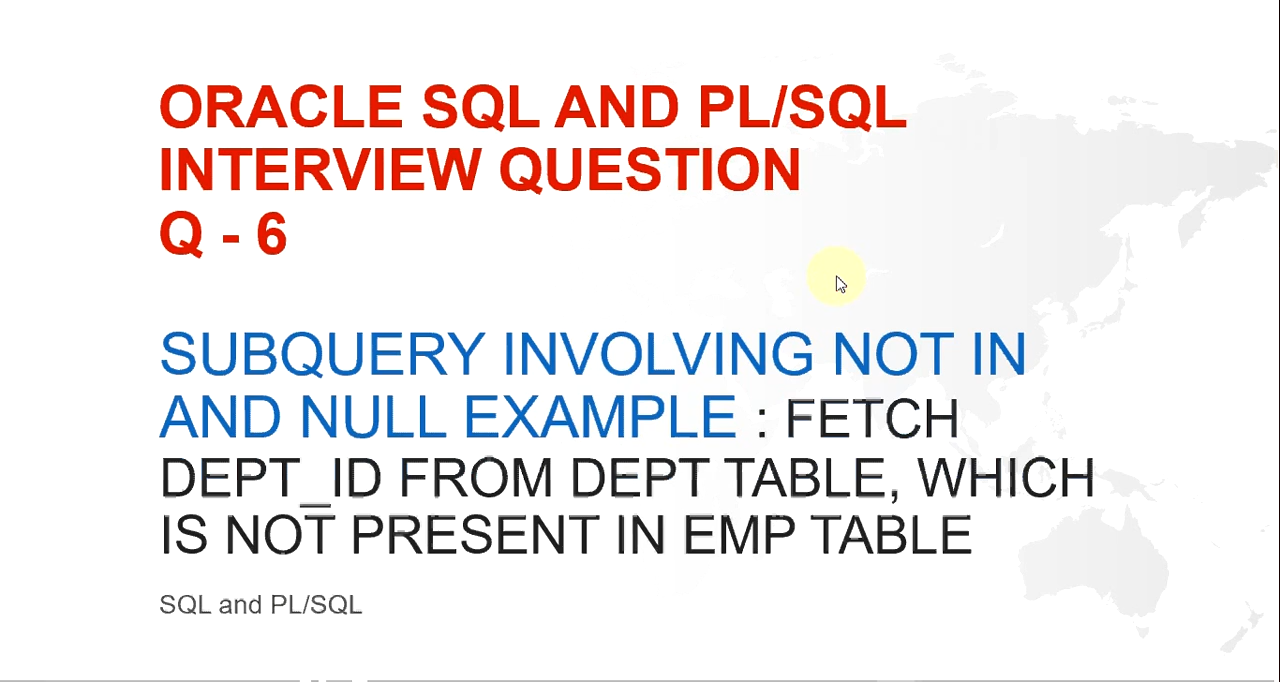 ORACLE SQL AND PL/SQL
INTERVIEW QUESTION
Q - 6
SUBQUERY INVOLVING NOT IN
AND NULL EXAMPLE : FETCH
DEPT_ID FROM DEPT TABLE, WHICH
IS NOT PRESENT IN EMP TABLE
SQL and PL/SQL